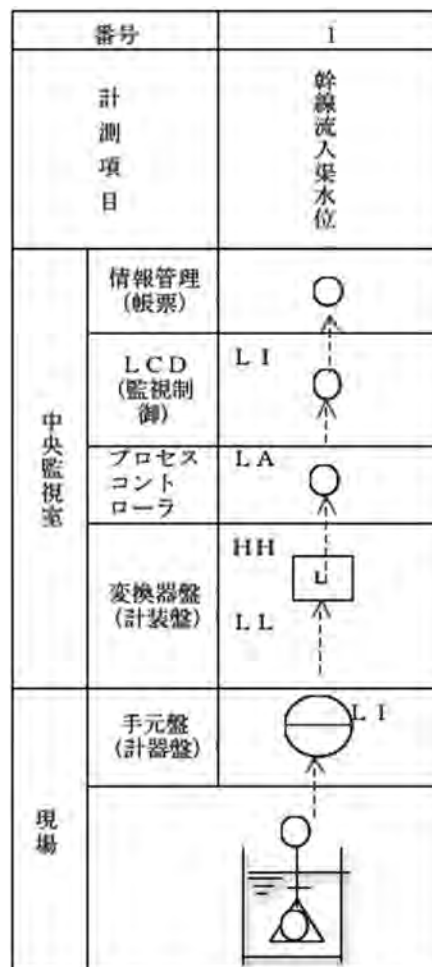 番号
1
計測項目
幹線流入渠水位
中央監視室
情報管理
(帳票)
LCD
(監視制
御)
LI
プロセス
コント
ローラ
LA
変換器盤
(計装盤)
HH
LL
現場
手元盤
(計器盤)
LI